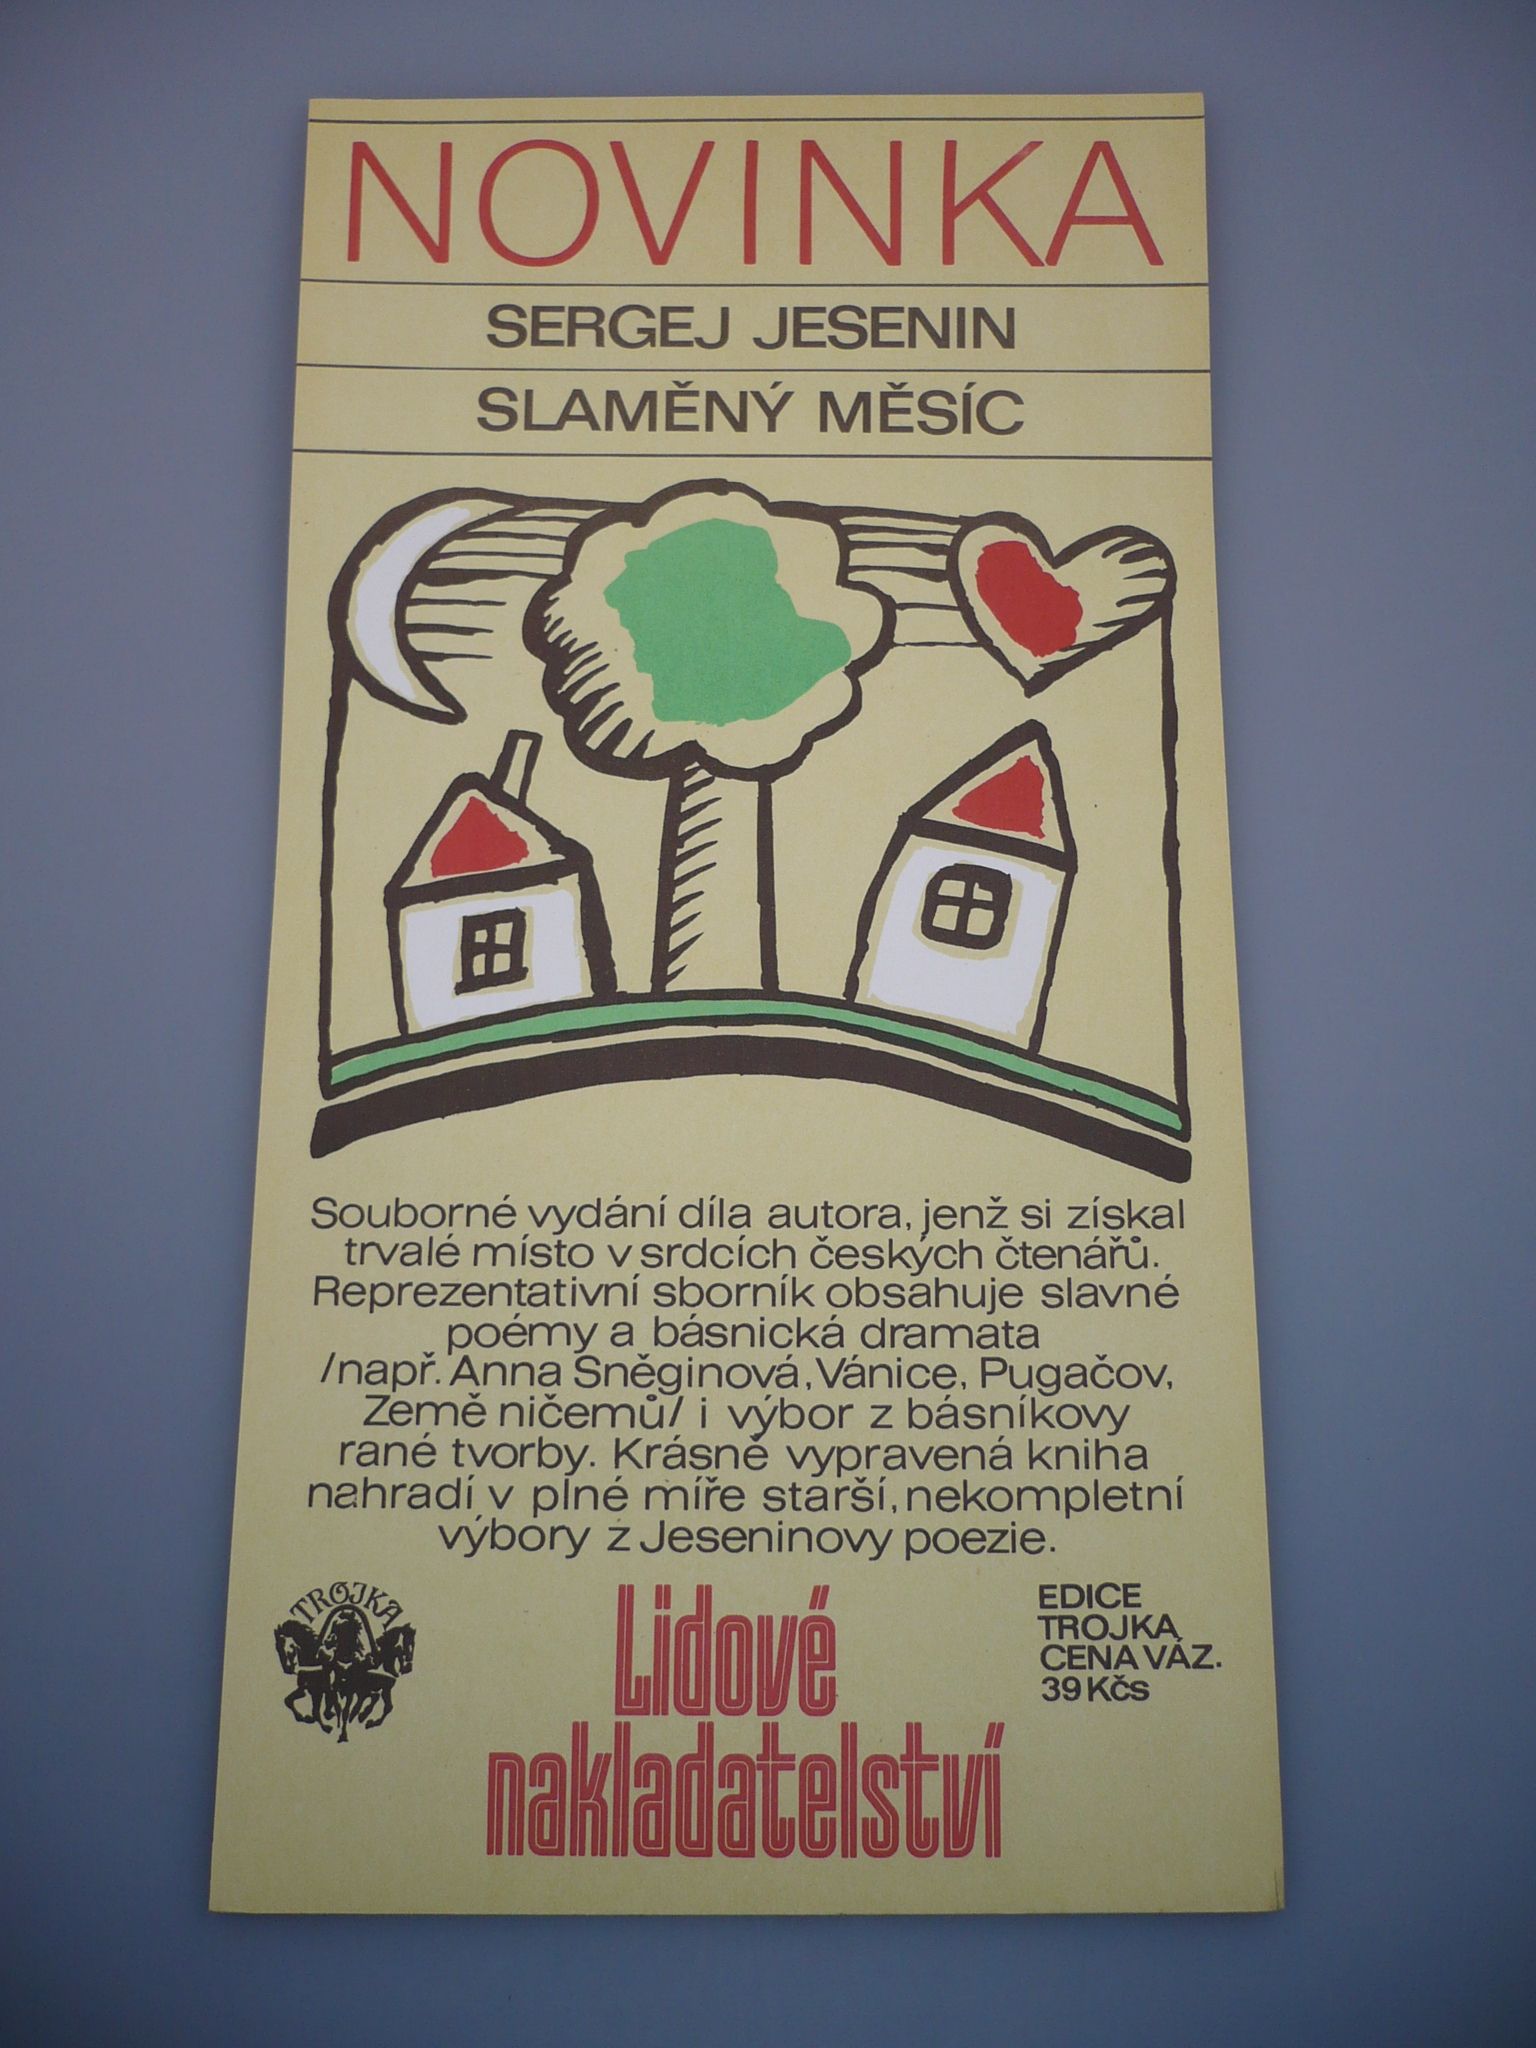 NOVINKA
SERGEJ JESENIN
SLAMĚNÝ MĚSÍC
Souborné vydání díla autora, jenž si získal
trvalé místo v srdcích českých čtenářů.
Reprezentativní sborník obsahuje slavné
poémy a básnická dramata
/např. Anna Sněginová, Vánice, Pugačov,
Země ničemů/ i výbor z básníkovy
rané tvorby. Krásně vypravená kniha
nahradí v plné míře starší, nekompletní
výbory z Jeseninovy poezie.
TROJKA
Lidové
nakladatelství
EDICE
TROJKA
CENA VÁZ.
39 Kčs